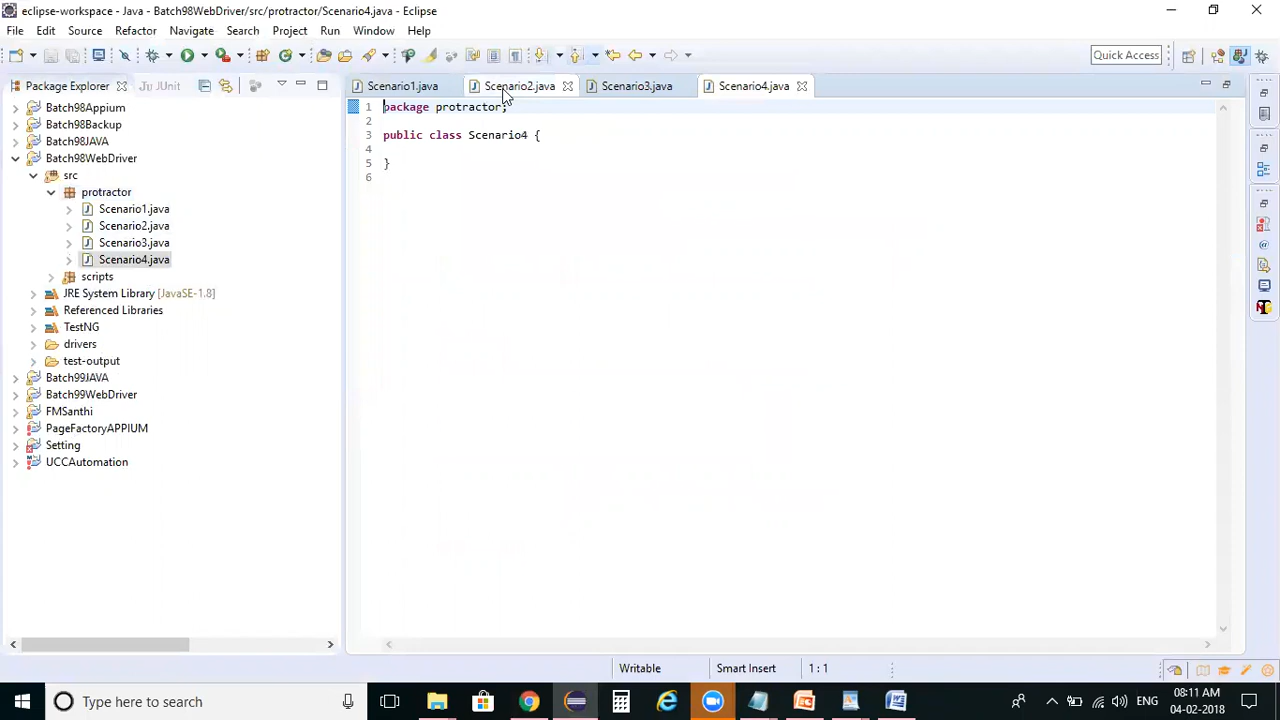 eclipse-workspace - Java - Batch98WebDriver/src/protractor/Scenario4.java - Eclipse
File Edit Source Refactor Navigate Search Project Run Window Help
Quick Access
Package Explorer JUnit
Scenario1.java Scenario2.java Scenario3.java Scenario4.java
Batch98Appium
Batch98Backup
Batch98JAVA
Batch98WebDriver
src
protractor
Scenario1.java
Scenario2.java
Scenario3.java
Scenario4.java
scripts
JRE System Library [JavaSE-1.8]
Referenced Libraries
TestNG
drivers
test-output
Batch99JAVA
Batch99WebDriver
FMSanthi
PageFactoryAPPIUM
Setting
UCCAutomation
1 package protractor;
2
3 public class Scenario4 {
4
5 }
6
Writable Smart Insert 1 : 1
Type here to search
ENG
08:11 AM
04-02-2018